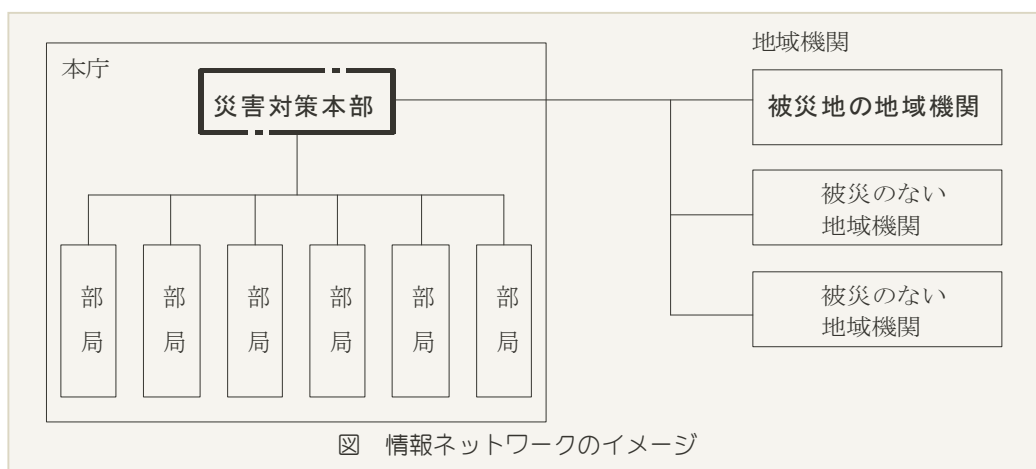 本庁
災害対策本部
部局
部局
部局
部局
部局
部局
地域機関
被災地の地域機関
被災のない
地域機関
被災のない
地域機関
図 情報ネットワークのイメージ